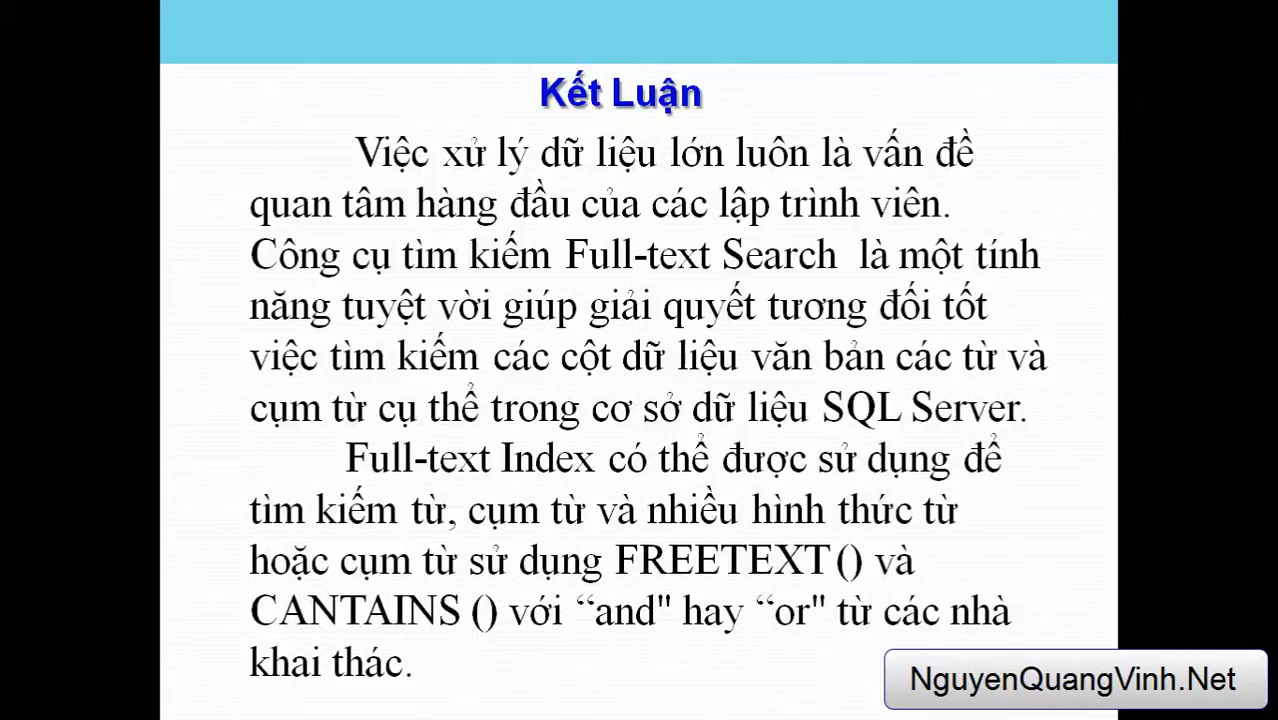 Kết Luận
Việc xử lý dữ liệu lớn luôn là vấn đề
quan tâm hàng đầu của các lập trình viên.
Công cụ tìm kiếm Full-text Search là một tính
năng tuyệt vời giúp giải quyết tương đối tốt
việc tìm kiếm các cột dữ liệu văn bản các từ và
cụm từ cụ thể trong cơ sở dữ liệu SQL Server.
Full-text Index có thể được sử dụng để
tìm kiếm từ, cụm từ và nhiều hình thức từ
hoặc cụm từ sử dụng FREETEXT () và
CANTAINS () với “and" hay “or" từ các nhà
khai thác.
NguyenQuangVinh.Net